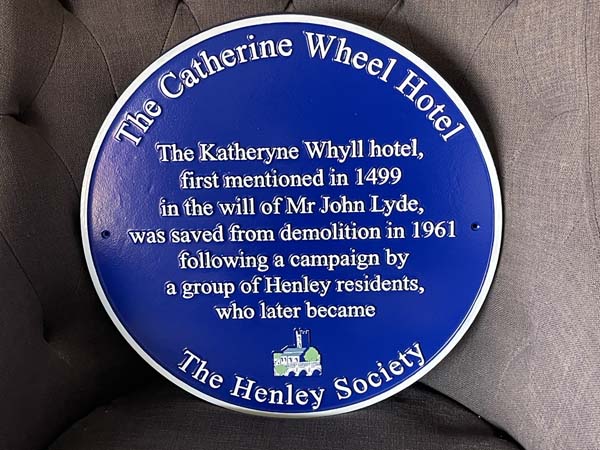 The Catherine Wheel Hotel
The Katheryne Whyll hotel,
first mentioned in 1499
in the will of Mr John Lyde,
was saved from demolition in 1961
following a campaign by
a group of Henley residents,
who later became
The Henley Society